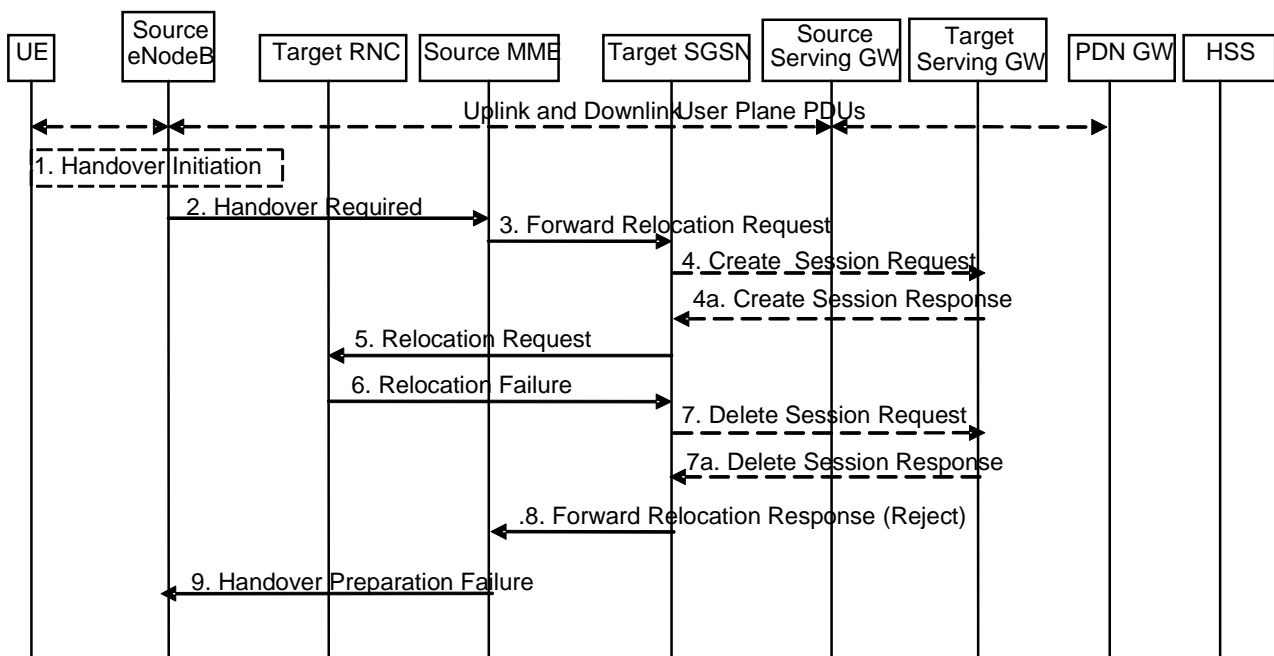 UE
Source
eNodeB
Target RNC
Source MME
Target SGSN
Source
Serving GW
Target
Serving GW
PDN GW
HSS
Uplink and Downlink User Plane PDUs
1. Handover Initiation
2. Handover Required
3. Forward Relocation Request
4. Create Session Request
4a. Create Session Response
5. Relocation Request
6. Relocation Failure
7. Delete Session Request
7a. Delete Session Response
.8. Forward Relocation Response (Reject)
9. Handover Preparation Failure